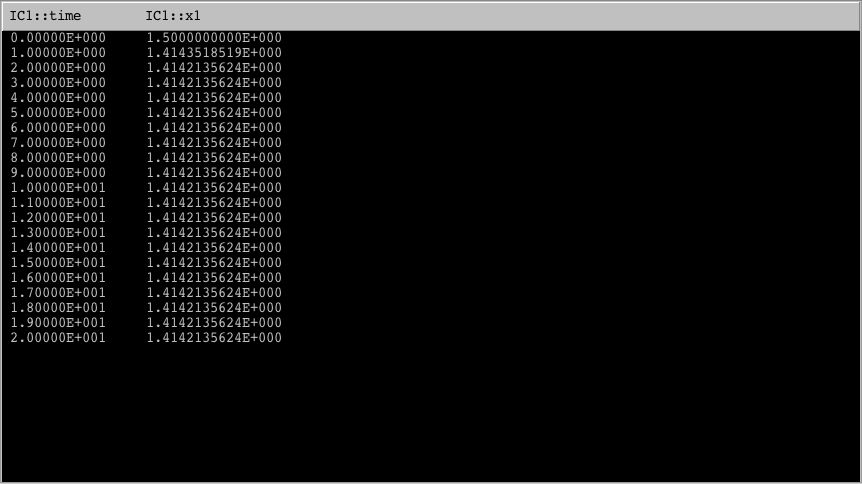 IC1::time IC1::x1
0.00000E+000 1.5000000000E+000
1.00000E+000 1.4143518519E+000
2.00000E+000 1.4142135624E+000
3.00000E+000 1.4142135624E+000
4.00000E+000 1.4142135624E+000
5.00000E+000 1.4142135624E+000
6.00000E+000 1.4142135624E+000
7.00000E+000 1.4142135624E+000
8.00000E+000 1.4142135624E+000
9.00000E+000 1.4142135624E+000
1.00000E+001 1.4142135624E+000
1.10000E+001 1.4142135624E+000
1.20000E+001 1.4142135624E+000
1.30000E+001 1.4142135624E+000
1.40000E+001 1.4142135624E+000
1.50000E+001 1.4142135624E+000
1.60000E+001 1.4142135624E+000
1.70000E+001 1.4142135624E+000
1.80000E+001 1.4142135624E+000
1.90000E+001 1.4142135624E+000
2.00000E+001 1.4142135624E+000